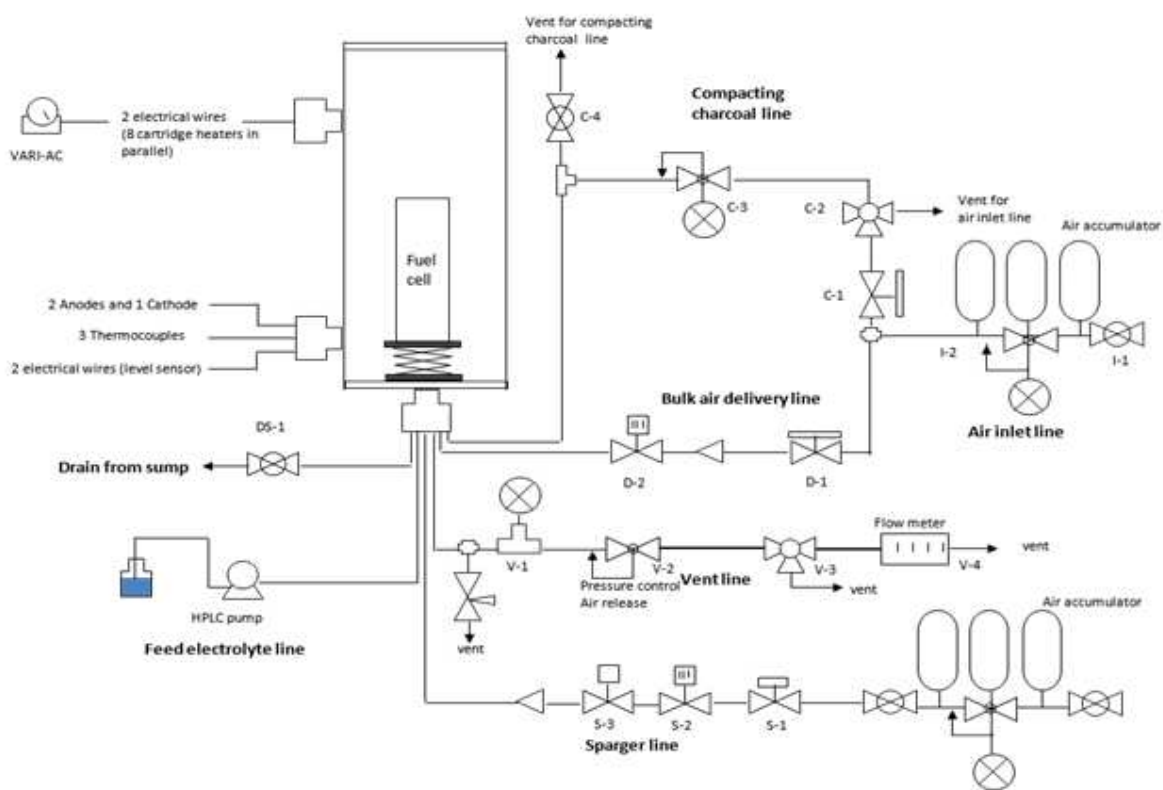 Vent for compacting
charcoal line
Compacting
charcoal line
C-4
2 electrical wires
(8 cartridge heaters in
parallel)
VARI-AC
C-3
C-2
Vent for
air inlet line
Air accumulator
Fuel
cell
C-1
2 Anodes and 1 Cathode
3 Thermocouples
2 electrical wires (level sensor)
I-2
I-1
Bulk air delivery line
Air inlet line
DS-1
Drain from sump
D-2
D-1
Flow meter
vent
V-1
V-2
V-3
V-4
Pressure control
Air release
Vent line
vent
HPLC pump
Feed electrolyte line
vent
Air accumulator
S-3
S-2
S-1
Sparger line